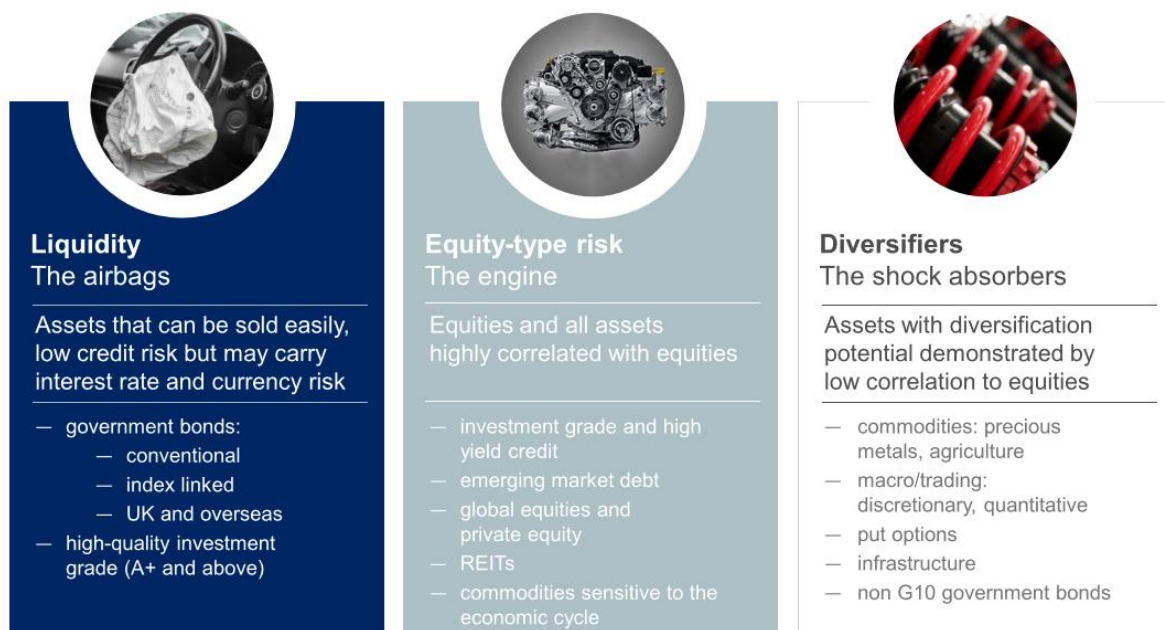 Liquidity
The airbags
Assets that can be sold easily,
low credit risk but may carry
interest rate and currency risk
— government bonds:
— conventional
— index linked
— UK and overseas
— high-quality investment
grade (A+ and above)
Equity-type risk
The engine
Equities and all assets
highly correlated with equities
— investment grade and high
yield credit
— emerging market debt
— global equities and
private equity
— REITs
— commodities sensitive to the
economic cycle
Diversifiers
The shock absorbers
Assets with diversification
potential demonstrated by
low correlation to equities
— commodities: precious
metals, agriculture
— macro/trading:
discretionary, quantitative
— put options
— infrastructure
— non G10 government bonds